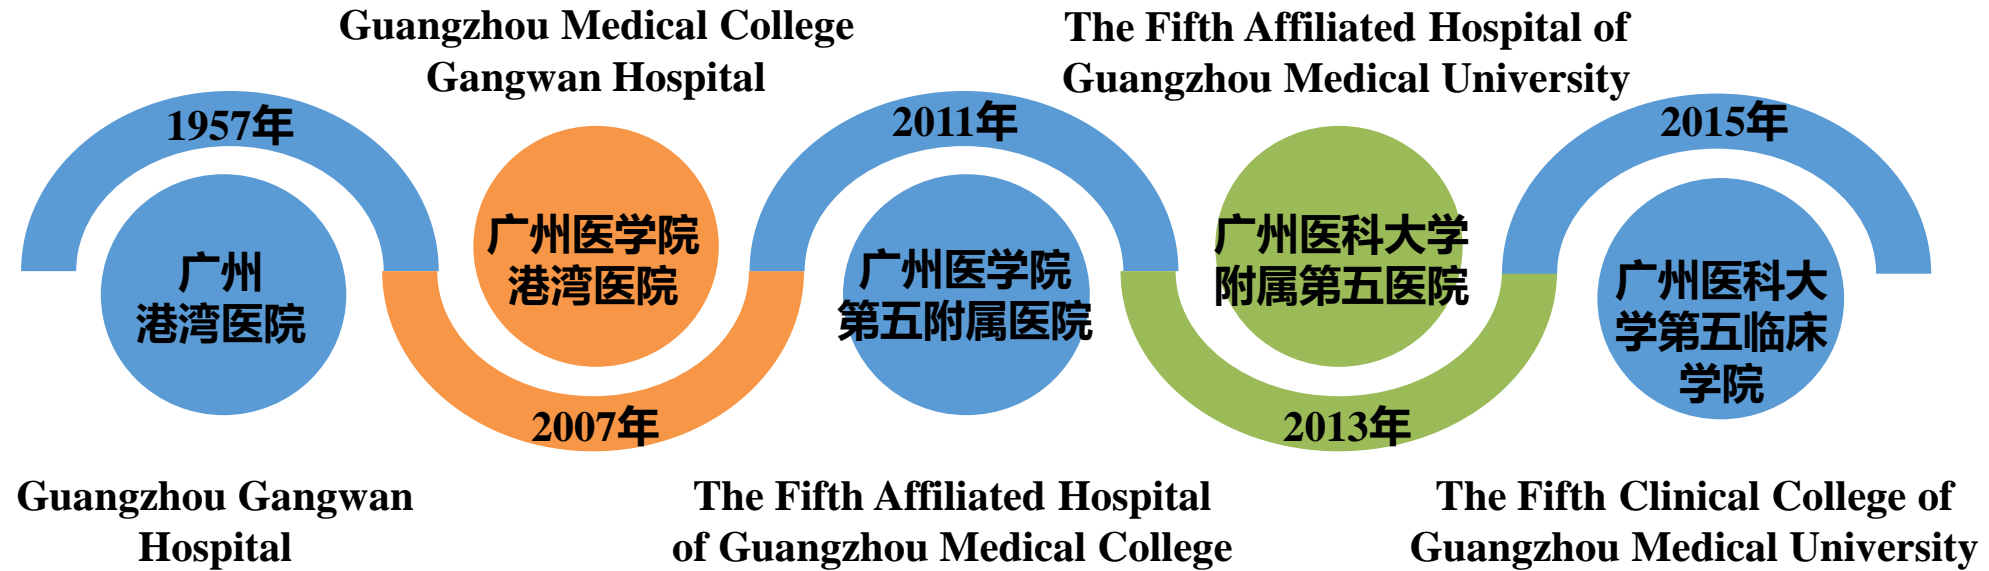 Guangzhou Medical College
Gangwan Hospital
The Fifth Affiliated Hospital of
Guangzhou Medical University
1957年
2011年
2015年
广州
港湾医院
广州医学院
港湾医院
广州医学院
第五附属医院
广州医科大学
附属第五医院
广州医科大
学第五临床
学院
2007年
2013年
Guangzhou Gangwan
Hospital
The Fifth Affiliated Hospital
of Guangzhou Medical College
The Fifth Clinical College of
Guangzhou Medical University